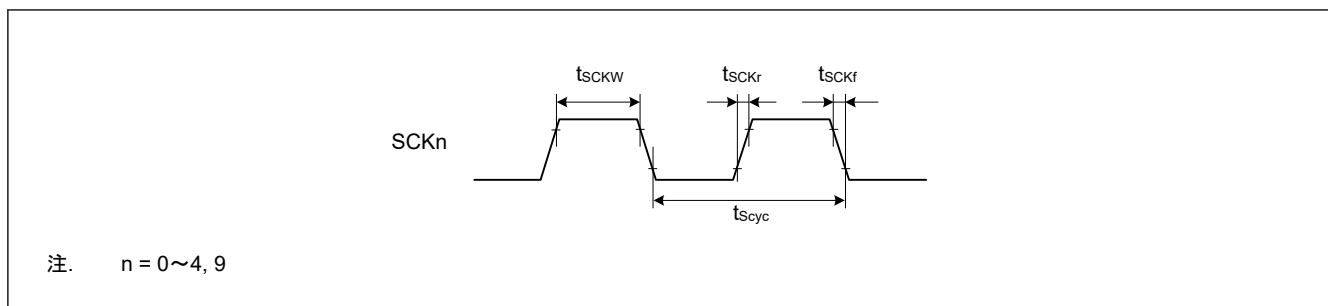 tSCKW tSCKr tSCKf
SCKn
tScyc
注. n = 0～4, 9